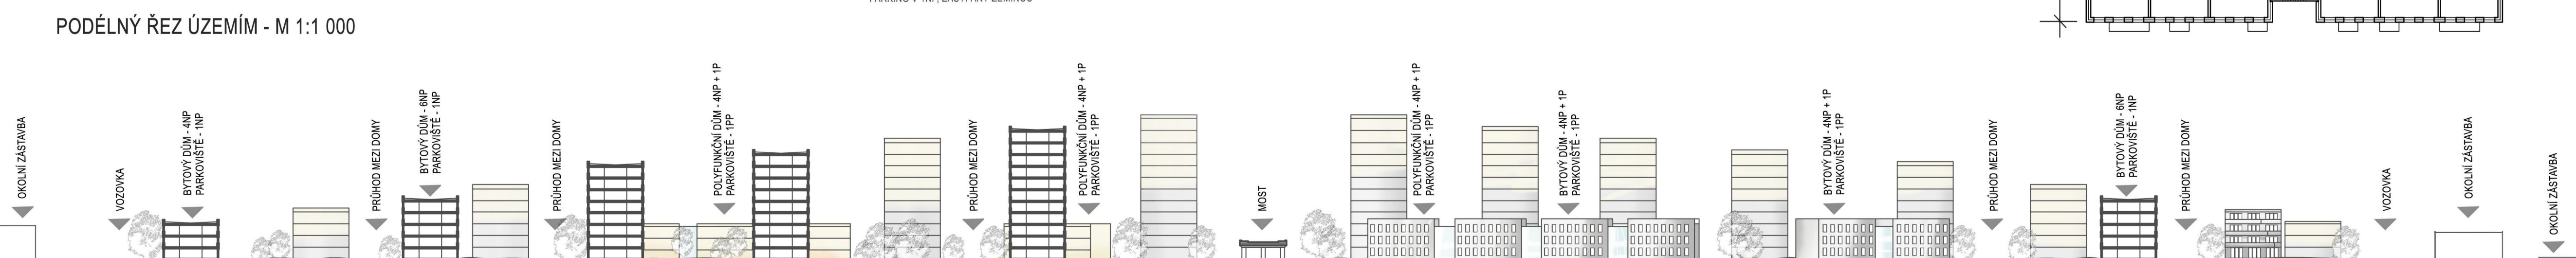 PODÉLNÝ ŘEZ ÚZEMÍM - M 1:1 000
OKOLNÍ ZÁSTAVBA
VOZOVKA
BYTOVÝ DŮM - 4NP
PARKOVIŠTĚ - 1NP
PRŮHOD MEZI DOMY
BYTOVÝ DŮM - 6NP
PARKOVIŠTĚ - 1NP
PRŮHOD MEZI DOMY
POLYFUNKČNÍ DŮM - 4NP + 1P
PARKOVIŠTĚ - 1PP
PRŮHOD MEZI DOMY
POLYFUNKČNÍ DŮM - 4NP + 1P
PARKOVIŠTĚ - 1PP
MOST
POLYFUNKČNÍ DŮM - 4NP + 1P
PARKOVIŠTĚ - 1PP
BYTOVÝ DŮM - 4NP + 1P
PARKOVIŠTĚ - 1PP
BYTOVÝ DŮM - 4NP + 1P
PARKOVIŠTĚ - 1PP
PRŮHOD MEZI DOMY
BYTOVÝ DŮM - 6NP
PARKOVIŠTĚ - 1NP
PRŮHOD MEZI DOMY
VOZOVKA
OKOLNÍ ZÁSTAVBA
OKOLNÍ ZÁSTAVBA